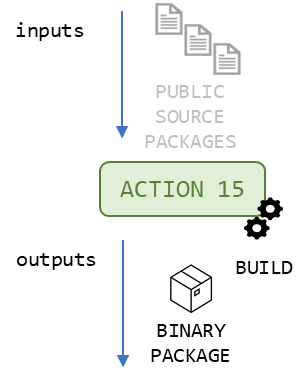 inputs
PUBLIC
SOURCE
PACKAGES
ACTION 15
outputs
BUILD
BINARY
PACKAGE